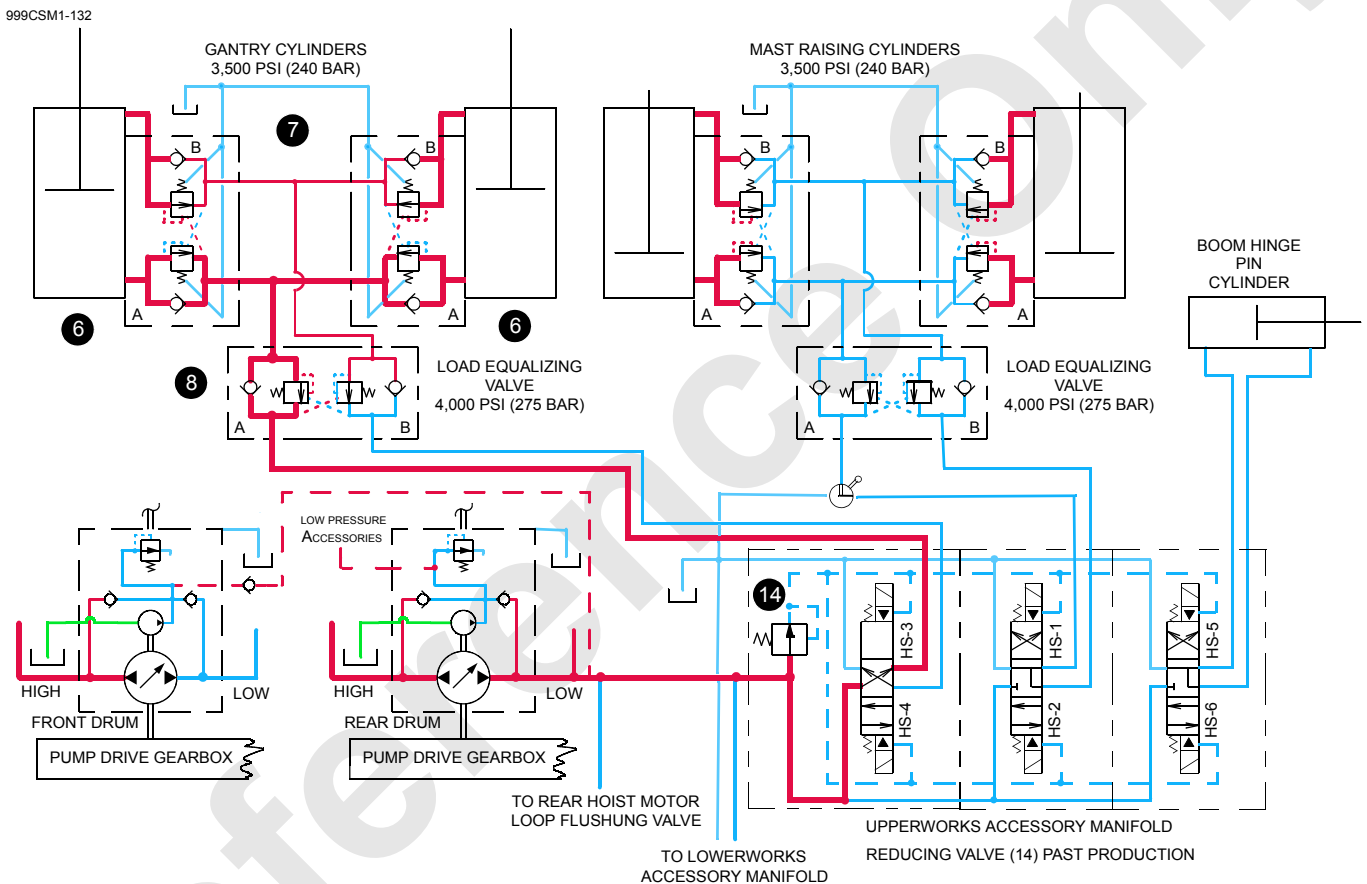 999CSM1-132
GANTRY CYLINDERS
3,500 PSI (240 BAR)
MAST RAISING CYLINDERS
3,500 PSI (240 BAR)
7
B
B
B
B
BOOM HINGE
PIN
CYLINDER
A
A
A
A
6
6
8
LOAD EQUALIZING
VALVE
4,000 PSI (275 BAR)
LOAD EQUALIZING
VALVE
4,000 PSI (275 BAR)
A
B
A
B
LOW PRESSURE
ACCESSORIES
14
HS-3
HS-4
HS-1
HS-2
HS-5
HS-6
HIGH
LOW
HIGH
LOW
FRONT DRUM
REAR DRUM
PUMP DRIVE GEARBOX
PUMP DRIVE GEARBOX
TO REAR HOIST MOTOR
LOOP FLUSHUNG VALVE
TO LOWERWORKS
ACCESSORY MANIFOLD
UPPERWORKS ACCESSORY MANIFOLD
REDUCING VALVE (14) PAST PRODUCTION
ference On